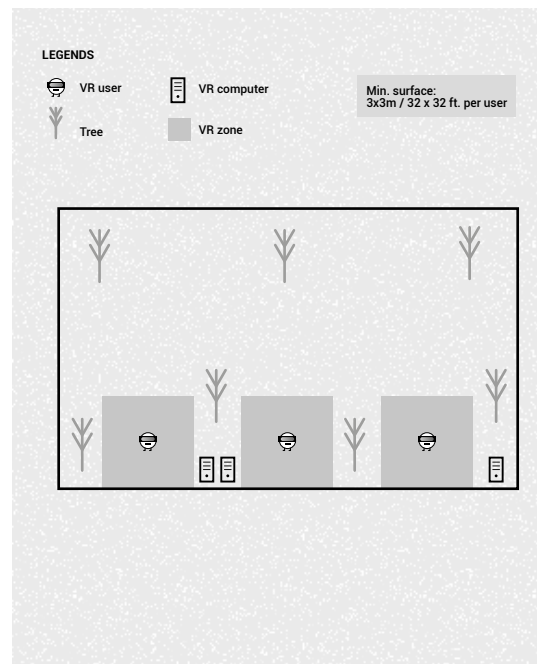 LEGENDS
VR user
VR computer
Tree
VR zone
Min. surface:
3x3m / 32 x 32 ft. per user